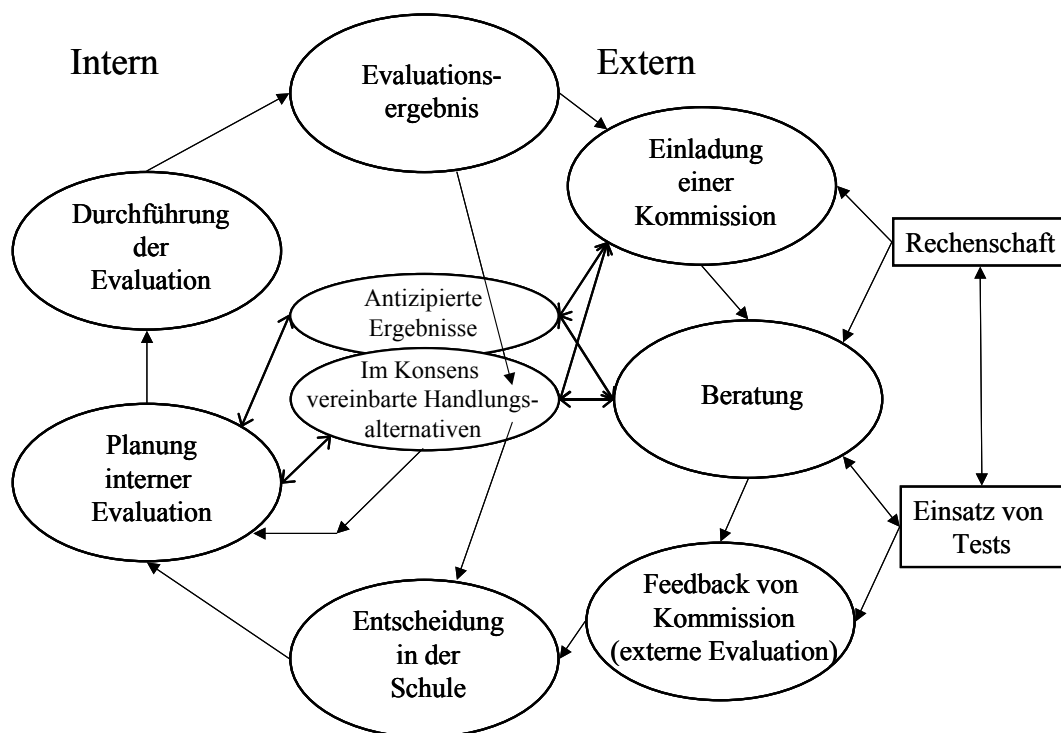 Intern
Extern
Evaluations-
ergebnis
Einladung
einer
Kommission
Durchführung
der
Evaluation
Rechenschaft
Antizipierte
Ergebnisse
Im Konsens
vereinbarte Handlungs-
alternativen
Beratung
Planung
interner
Evaluation
Einsatz von
Tests
Feedback von
Kommission
(externe Evaluation)
Entscheidung
in der
Schule